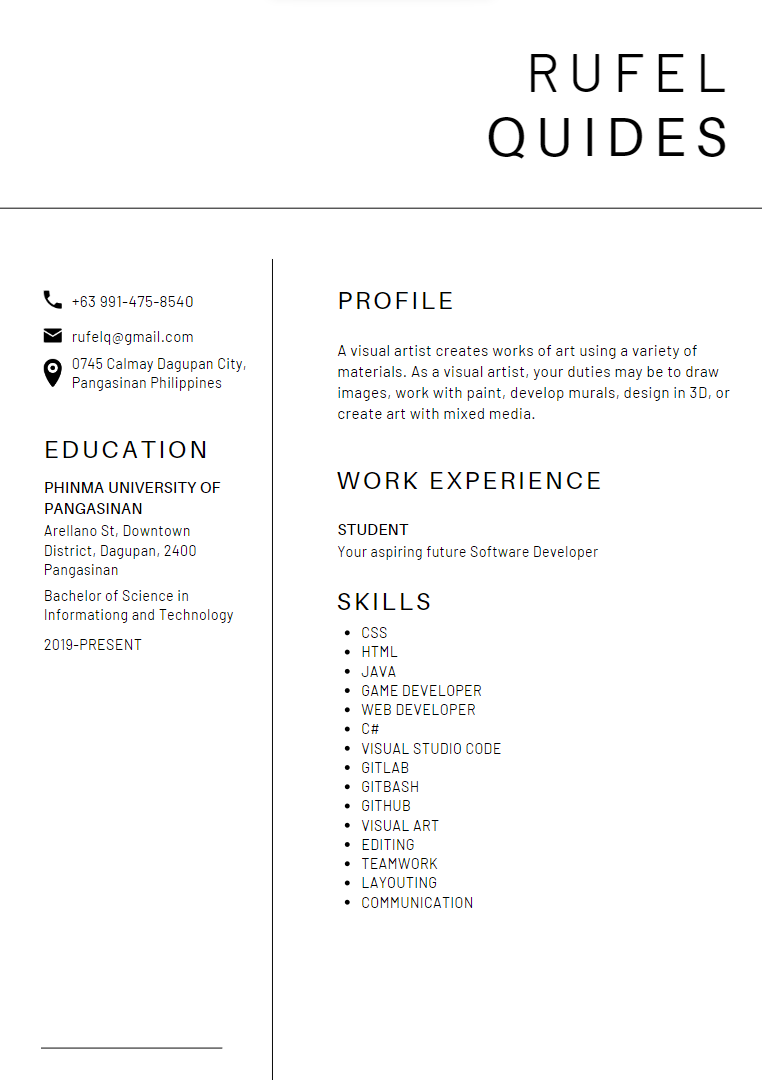 RUFEL
QUIDES
+63 991-475-8540
rufelq@gmail.com
0745 Calmay Dagupan City,
Pangasinan Philippines
EDUCATION
PHINMA UNIVERSITY OF
PANGASINAN
Arellano St, Downtown
District, Dagupan, 2400
Pangasinan
Bachelor of Science in
Informationg and Technology
2019-PRESENT
PROFILE
A visual artist creates works of art using a variety of
materials. As a visual artist, your duties may be to draw
images, work with paint, develop murals, design in 3D, or
create art with mixed media.
WORK EXPERIENCE
STUDENT
Your aspiring future Software Developer
SKILLS
• CSS
• HTML
• JAVA
• GAME DEVELOPER
• WEB DEVELOPER
• C#
• VISUAL STUDIO CODE
• GITLAB
• GITBASH
• GITHUB
• VISUAL ART
• EDITING
• TEAMWORK
• LAYOUTING
• COMMUNICATION